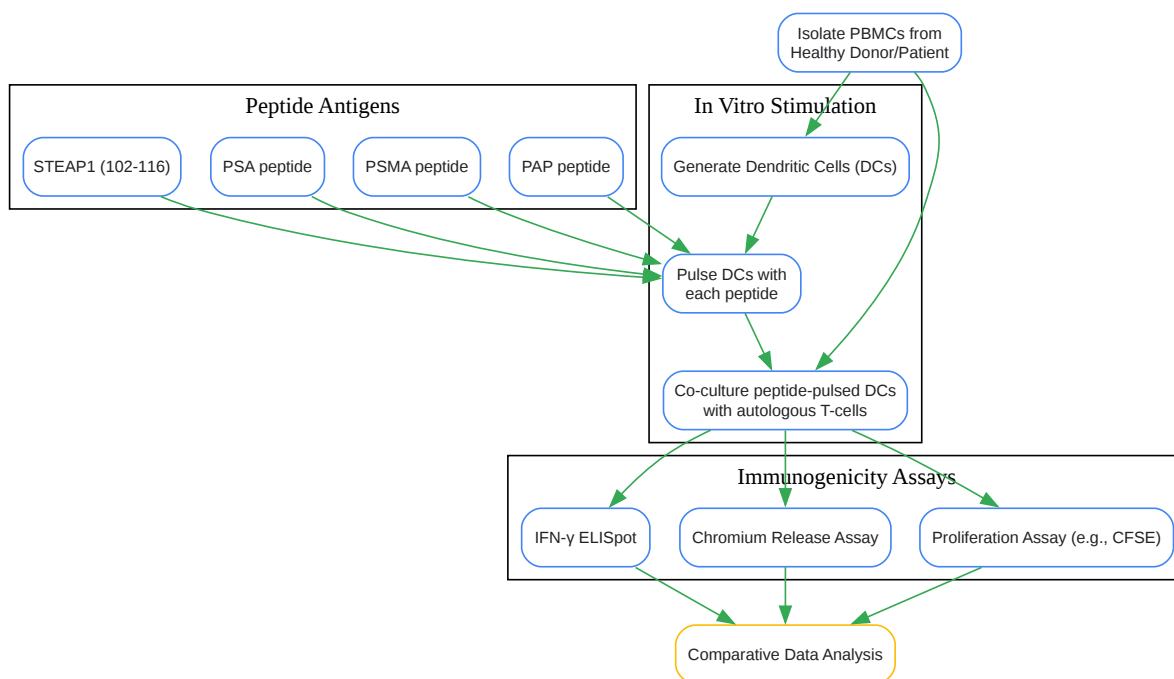 Isolate PBMCs from
Healthy Donor/Patient
Peptide Antigens
In Vitro Stimulation
STEAP1 (102-116)
PSA peptide
PSMA peptide
PAP peptide
Generate Dendritic Cells (DCs)
Pulse DCs with
each peptide
Co-culture peptide-pulsed DCs
with autologous T-cells
Immunogenicity Assays
IFN-γ ELISpot
Chromium Release Assay
Proliferation Assay (e.g., CFSE)
Comparative Data Analysis